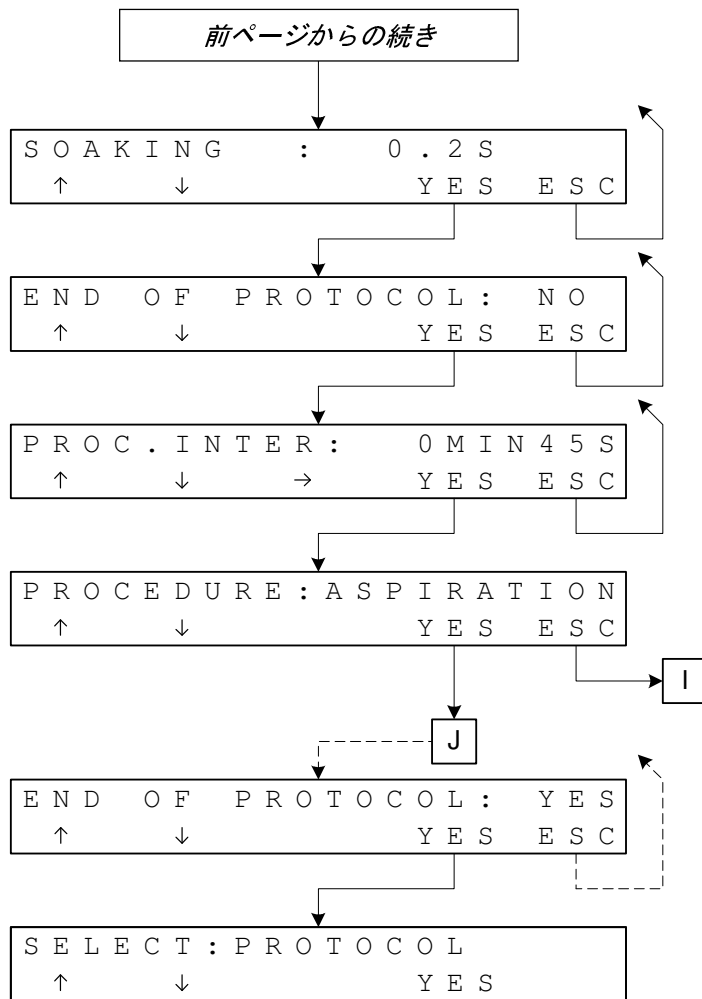 前ページからの続き
SOAKING : 0.2S
↑ ↓ YES ESC
END OF PROTOCOL: NO
↑ ↓ YES ESC
PROC.INTER: 0MIN45S
↑ ↓ → YES ESC
PROCEDURE:ASPIRATION
↑ ↓ YES ESC
I
J
END OF PROTOCOL: YES
↑ ↓ YES ESC
SELECT:PROTOCOL
↑ ↓ YES